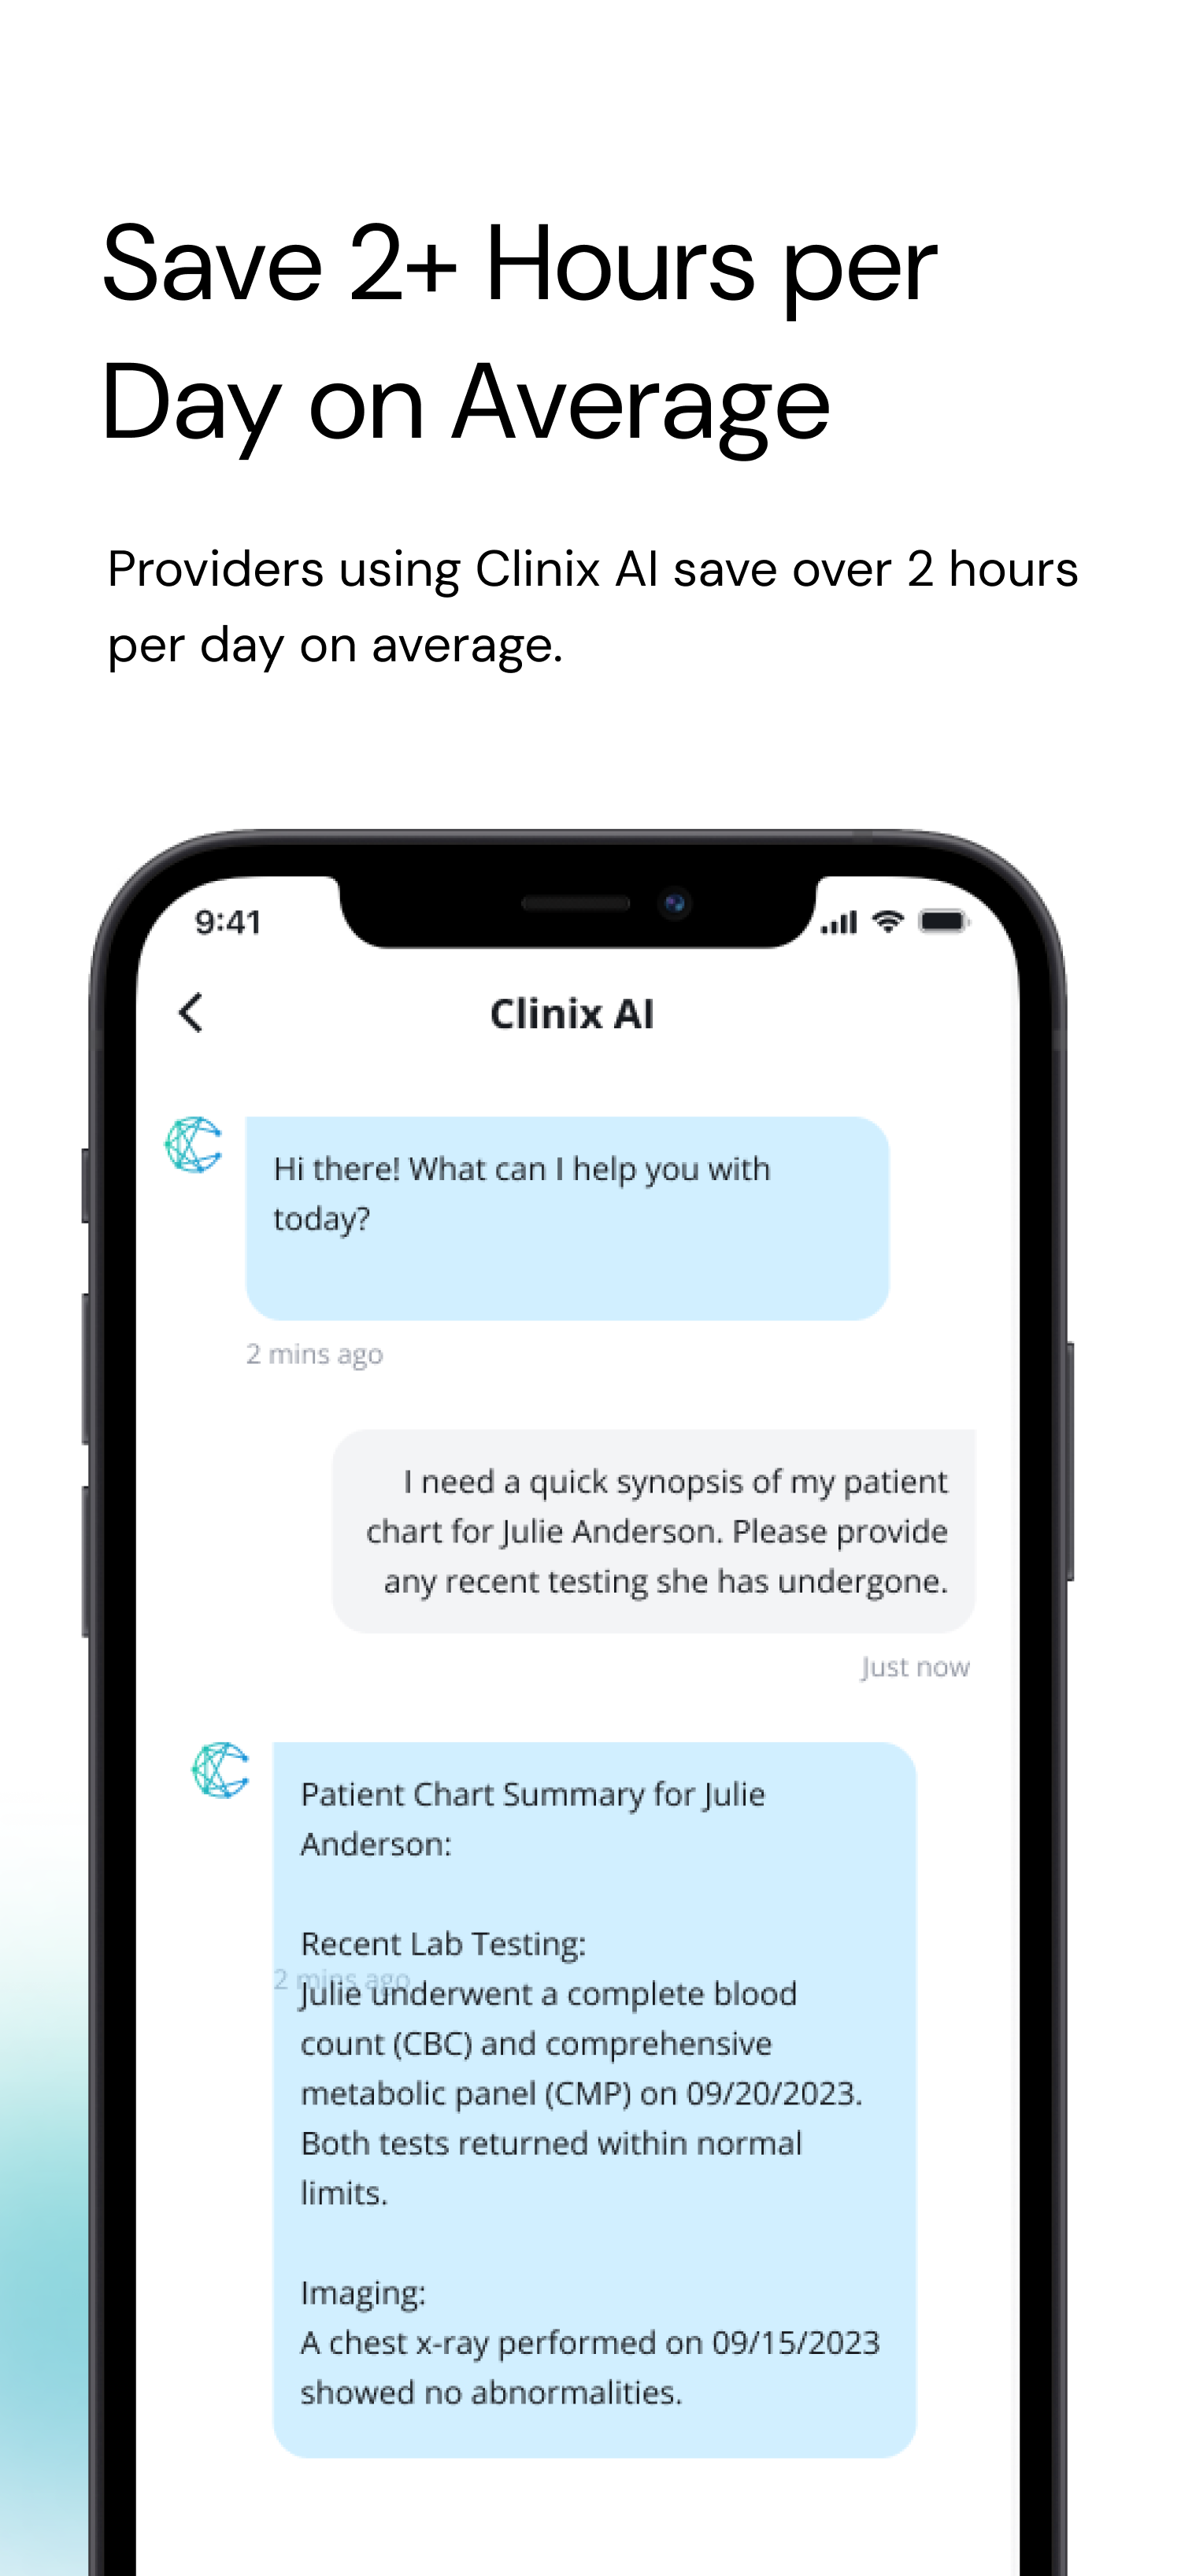 Save 2+ Hours per
Day on Average
Providers using Clinix AI save over 2 hours
per day on average.
9:41
Clinix AI
Hi there! What can I help you with
today?
2 mins ago
I need a quick synopsis of my patient
chart for Julie Anderson. Please provide
any recent testing she has undergone.
Just now
Patient Chart Summary for Julie
Anderson:
Recent Lab Testing:
2 mins ago
Julie underwent a complete blood
count (CBC) and comprehensive
metabolic panel (CMP) on 09/20/2023.
Both tests returned within normal
limits.
Imaging:
A chest x-ray performed on 09/15/2023
showed no abnormalities.